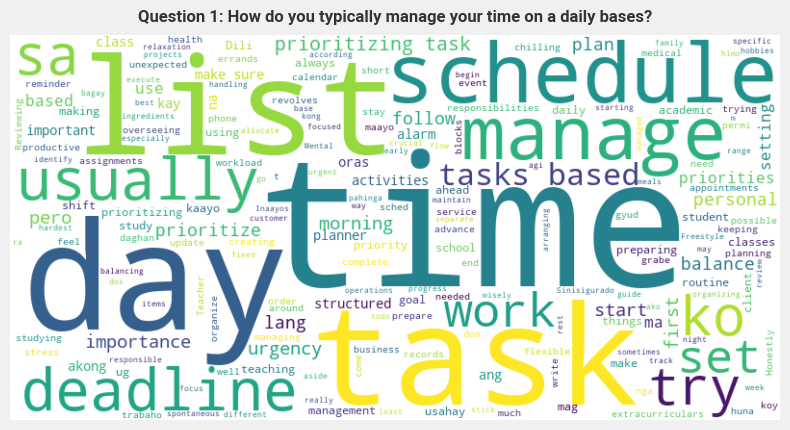 Question 1: How do you typically manage your time on a daily bases?
sa
class
health
relaxation
Dili
errands
prioritizing task
always
according
chilling
plan
family
medical
specific
himo
hobbies
projects
unexpected
reminder
make sure
calendar
short
list
schedule
handling
execute
based
use
kay
na
revolves
event
begin
responsibilities
academic
starting
trying
bagay
best
phone
base
kong
stay
follow
daily
permi
making
ingredients
using
allocate
focused
maayo
alarm
blocks
manage
managed
m
range
setting
important
overseeing
especially
crucial
flow
Reviewing
productive
Mental
early
identify
assignments
workload
t
oras
tasks based
agi
need
priorities
go
urgent
activities
ahead
meals
appointments
usually
time
day
shift
prioritizing
kaayo
Inaayos
pahinga
sched
maintain
personal
pero
customer
way
separate
service
arranging
gyud
student
possible
feel
study
prioritize
morning
advance
Freestyle
keeping
hardest
daghan
update
creating
planner
priority
school
preparing
classes
may
planning
ra
fixed
complete
end
grabe
balance
balancing
dos
Teacher
operations
progress
wisely
Sinisigurado
guide
routine
client
review
items
order
around
structured
goal
needed
work
start
ako
organizing
ko
organize
lang
prepare
things
ma
first
night
managing
todo
task
importance
studying
urgency
don
flexible
make
sometimes
track
set
Honestly
stress
responsible
come
business
records
write
rest
akong
ug
well
teaching
aside
ang
nga
try
week
deadline
focus
really
management
usahay
mag
huna
trabaho
spontaneous
different
least
stick
much
extracurriculars
koy